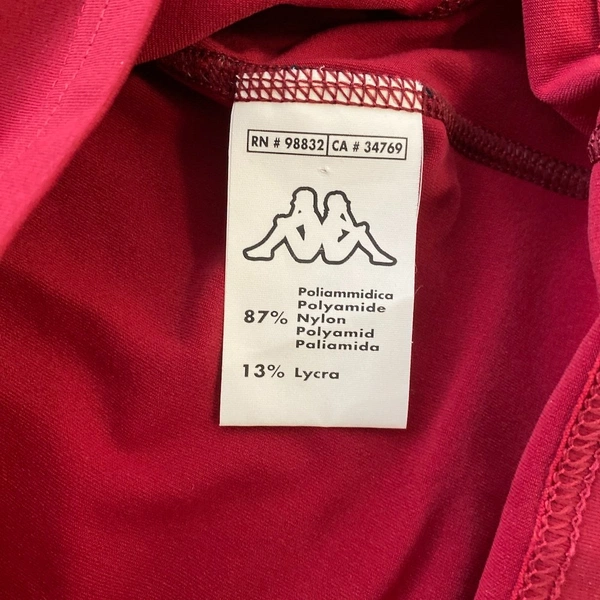 RN # 98832 CA # 34769
Poliammidica
Polyamide
87% Nylon
Polyamid
Paliamida
13% Lycra